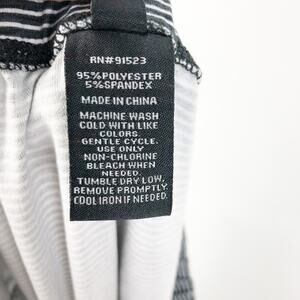 RN#91523
95%POLYESTER
5%SPANDEX
MADE IN CHINA
MACHINE WASH
COLD WITH LIKE
COLORS.
GENTLE CYCLE.
USE ONLY
NON-CHLORINE
BLEACH WHEN
NEEDED.
TUMBLE DRY LOW,
REMOVE PROMPTLY.
COOL IRON IF NEEDED.